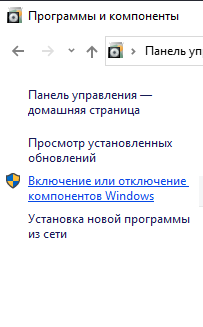 Программы и компоненты
Панель уп
Панель управления —
домашняя страница
Просмотр установленных
обновлений
Включение или отключение
компонентов Windows
Установка новой программы
из сети